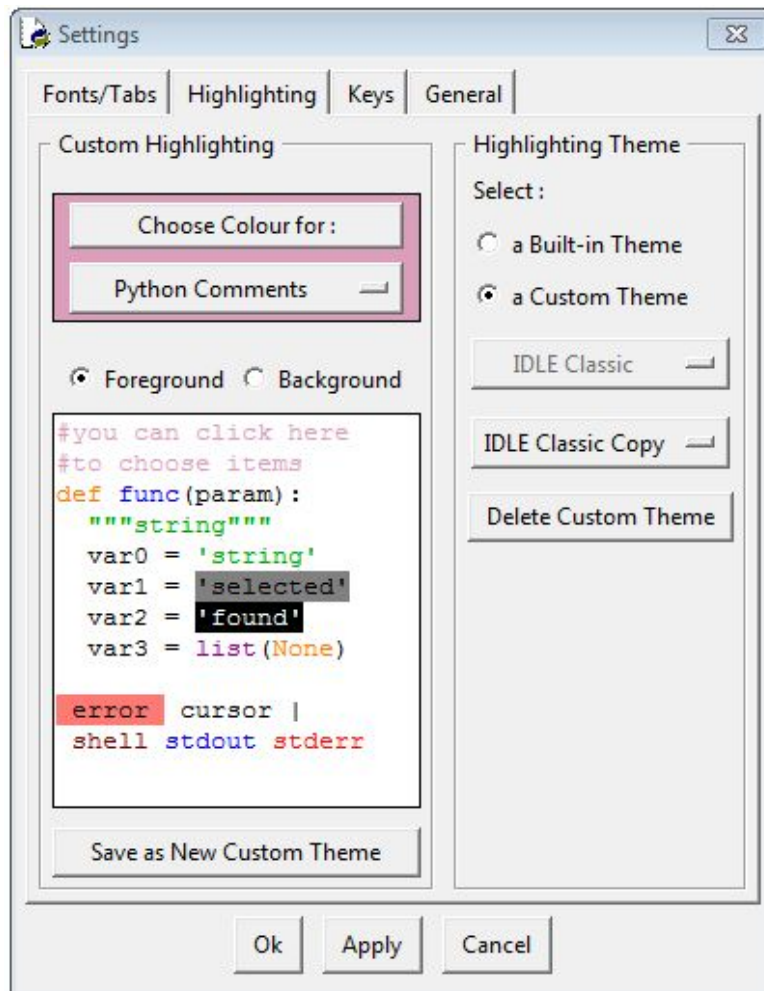 Settings
Fonts/Tabs Highlighting Keys General
Custom Highlighting
Choose Colour for :
Python Comments
Foreground Background
#you can click here
#to choose items
def func(param):
  """string"""
  var0 = 'string'
  var1 = 'selected'
  var2 = 'found'
  var3 = list(None)
error cursor |
shell stdout stderr
Save as New Custom Theme
Highlighting Theme
Select :
a Built-in Theme
a Custom Theme
IDLE Classic
IDLE Classic Copy
Delete Custom Theme
Ok Apply Cancel